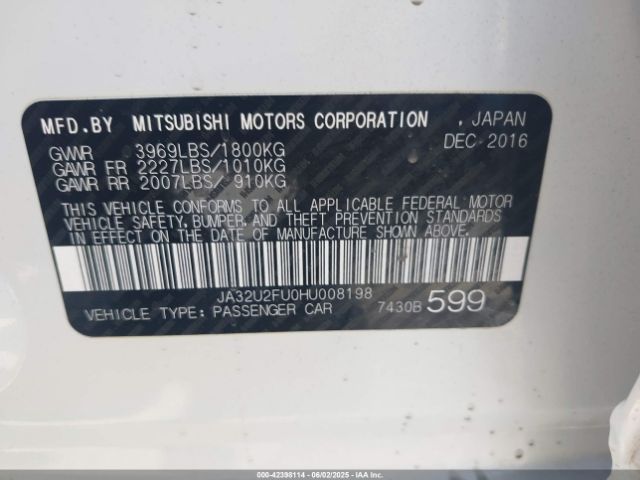 MFD.BY MITSUBISHI MOTORS CORPORATION , JAPAN
DEC 2016
GVWR 3969LBS/1800KG
GAWR FR 2227LBS/1010KG
GAWR RR 2007LBS/ 910KG
THIS VEHICLE CONFORMS TO ALL APPLICABLE FEDERAL MOTOR
VEHICLE SAFETY, BUMPER, AND THEFT PREVENTION STANDARDS
IN EFFECT ON THE DATE OF MANUFACTURE SHOWN ABOVE.
JA32U2FU0HU008198
VEHICLE TYPE: PASSENGER CAR 7430B 599
000-42398114 - 06/02/2025 - IAAI.COM